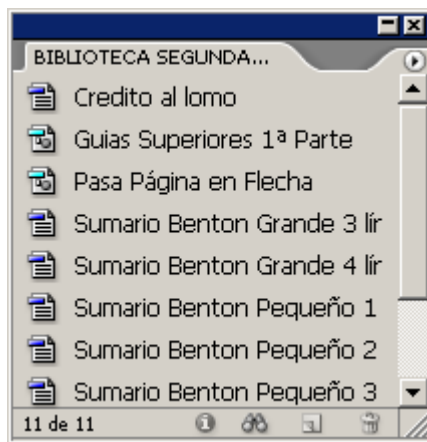 BIBLIOTECA SEGUNDA...
Credito al lomo
Guias Superiores 1ª Parte
Pasa Página en Flecha
Sumario Benton Grande 3 lír
Sumario Benton Grande 4 lír
Sumario Benton Pequeño 1
Sumario Benton Pequeño 2
Sumario Benton Pequeño 3
11 de 11